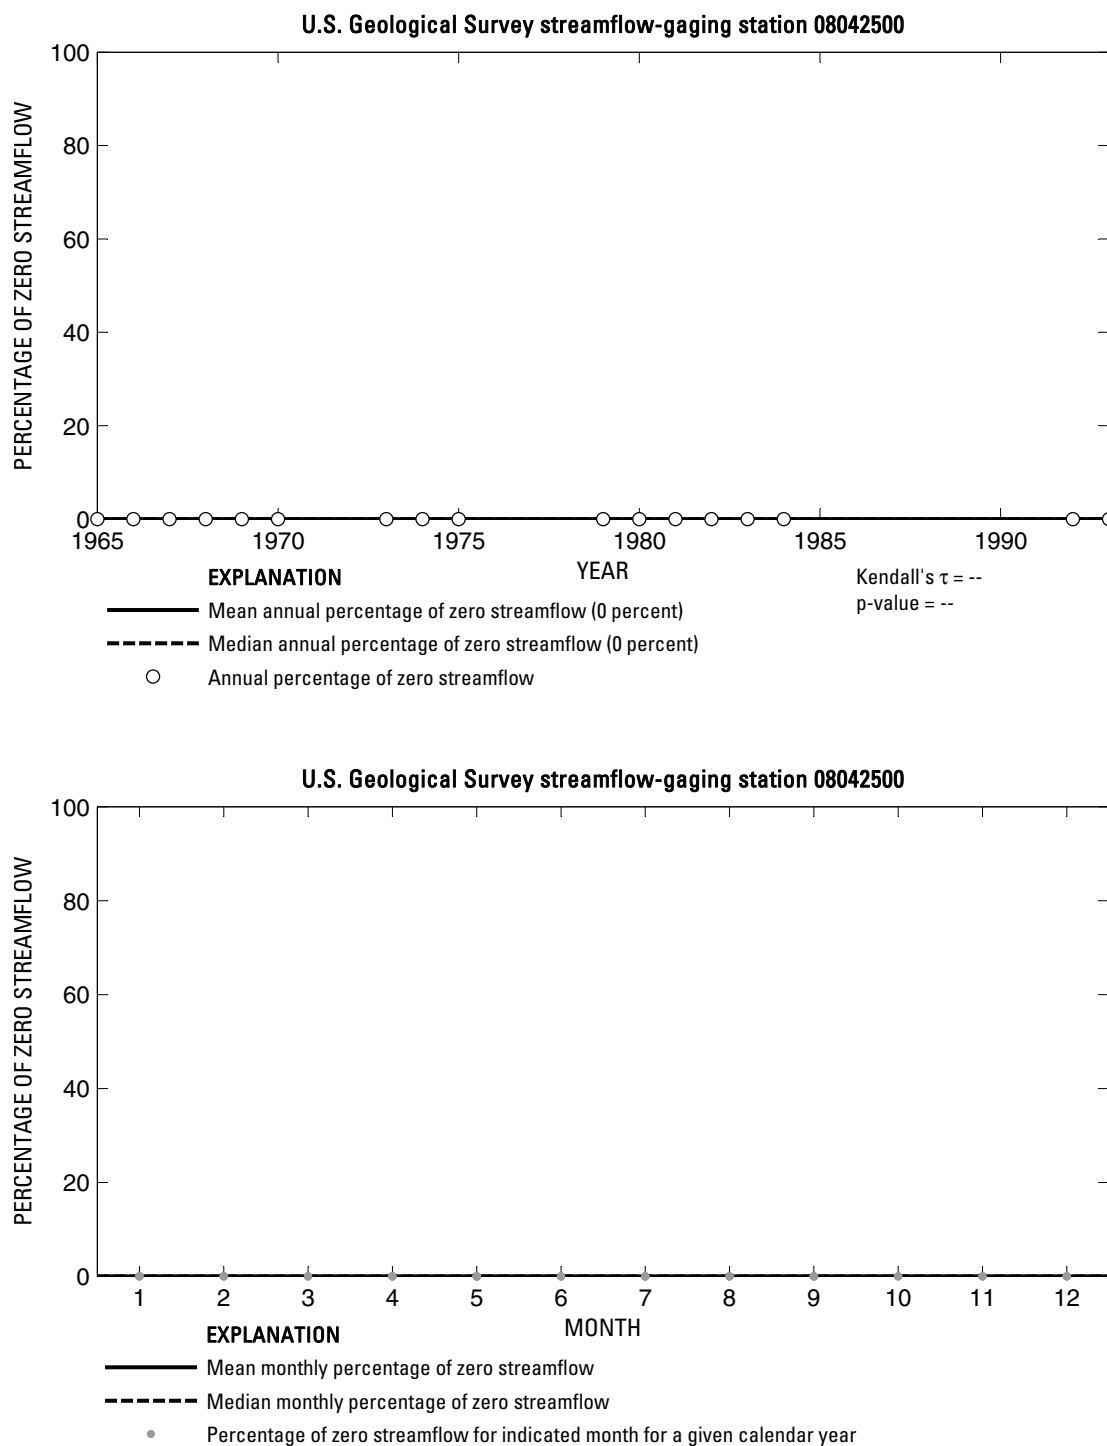 U.S. Geological Survey streamflow-gaging station 08042500
100
80
60
40
20
0
PERCENTAGE OF ZERO STREAMFLOW
1965 1970 1975 1980 1985 1990
YEAR
EXPLANATION
Mean annual percentage of zero streamflow (0 percent)
Median annual percentage of zero streamflow (0 percent)
Annual percentage of zero streamflow
Kendall's τ = --
p-value = --
U.S. Geological Survey streamflow-gaging station 08042500
100
80
60
40
20
0
PERCENTAGE OF ZERO STREAMFLOW
1 2 3 4 5 6 7 8 9 10 11 12
MONTH
EXPLANATION
Mean monthly percentage of zero streamflow
Median monthly percentage of zero streamflow
Percentage of zero streamflow for indicated month for a given calendar year